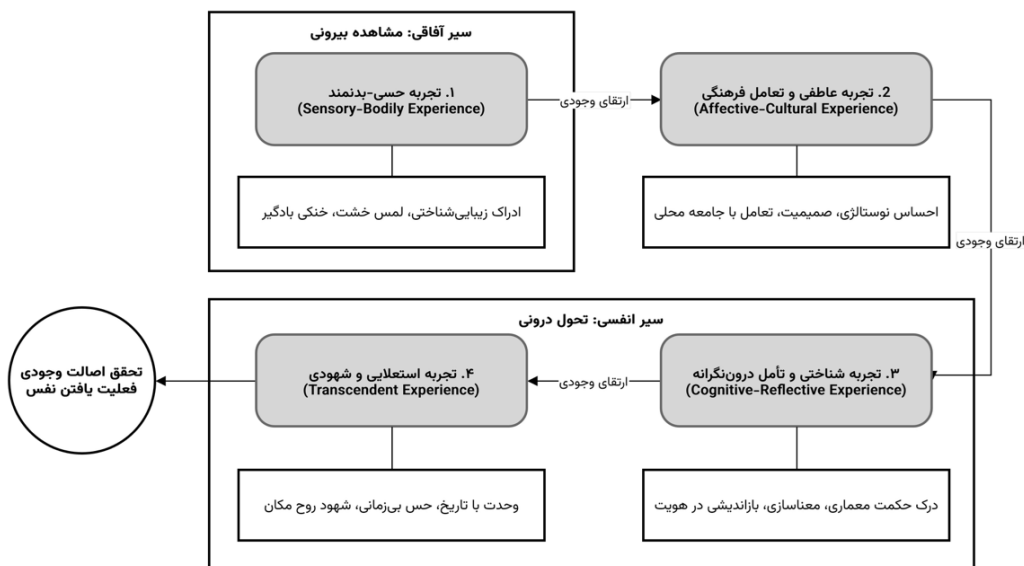 سیر آفاقی: مشاهده بیرونی
۱. تجربه حسی-بدنمند
(Sensory-Bodily Experience)
ادراک زیبایی‌شناختی، لمس خشت، خنکی بادگیر
ارتقای وجودی
2. تجربه عاطفی و تعامل فرهنگی
(Affective-Cultural Experience)
احساس نوستالژی، صمیمیت، تعامل با جامعه محلی
ارتقای وجودی
سیر انفسی: تحول درونی
۳. تجربه شناختی و تأمل درون‌نگرانه
(Cognitive-Reflective Experience)
درک حکمت معماری، معناسازی، بازاندیشی در هویت
ارتقای وجودی
۴. تجربه استعلایی و شهودی
(Transcendent Experience)
وحدت با تاریخ، حس بی‌زمانی، شهود روح مکان
تحقق اصالت وجودی
فعلیت یافتن نفس